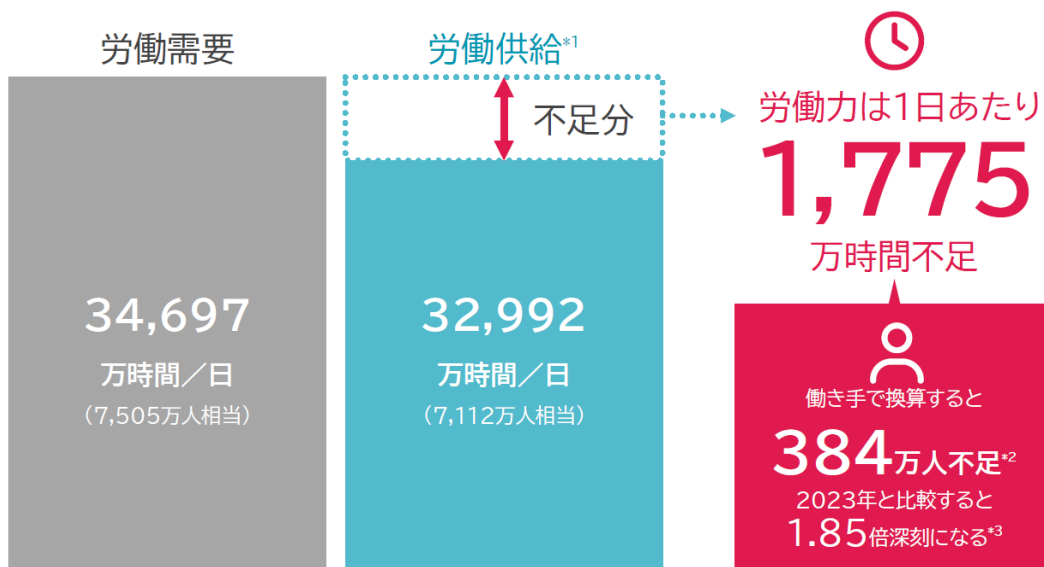 労働需要
34,697
万時間／日
（7,505万人相当）
労働供給*1
不足分
32,992
万時間／日
（7,112万人相当）
労働力は1日あたり
1,775
万時間不足
働き手で換算すると
384万人不足*2
2023年と比較すると
1.85倍深刻になる*3